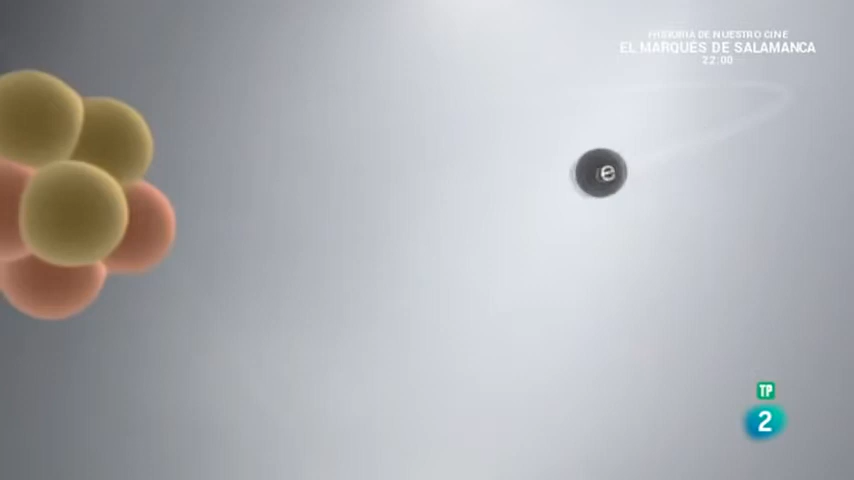 HISTORIA DE NUESTRO CINE
EL MARQUÉS DE SALAMANCA
22:00
e
TP
2